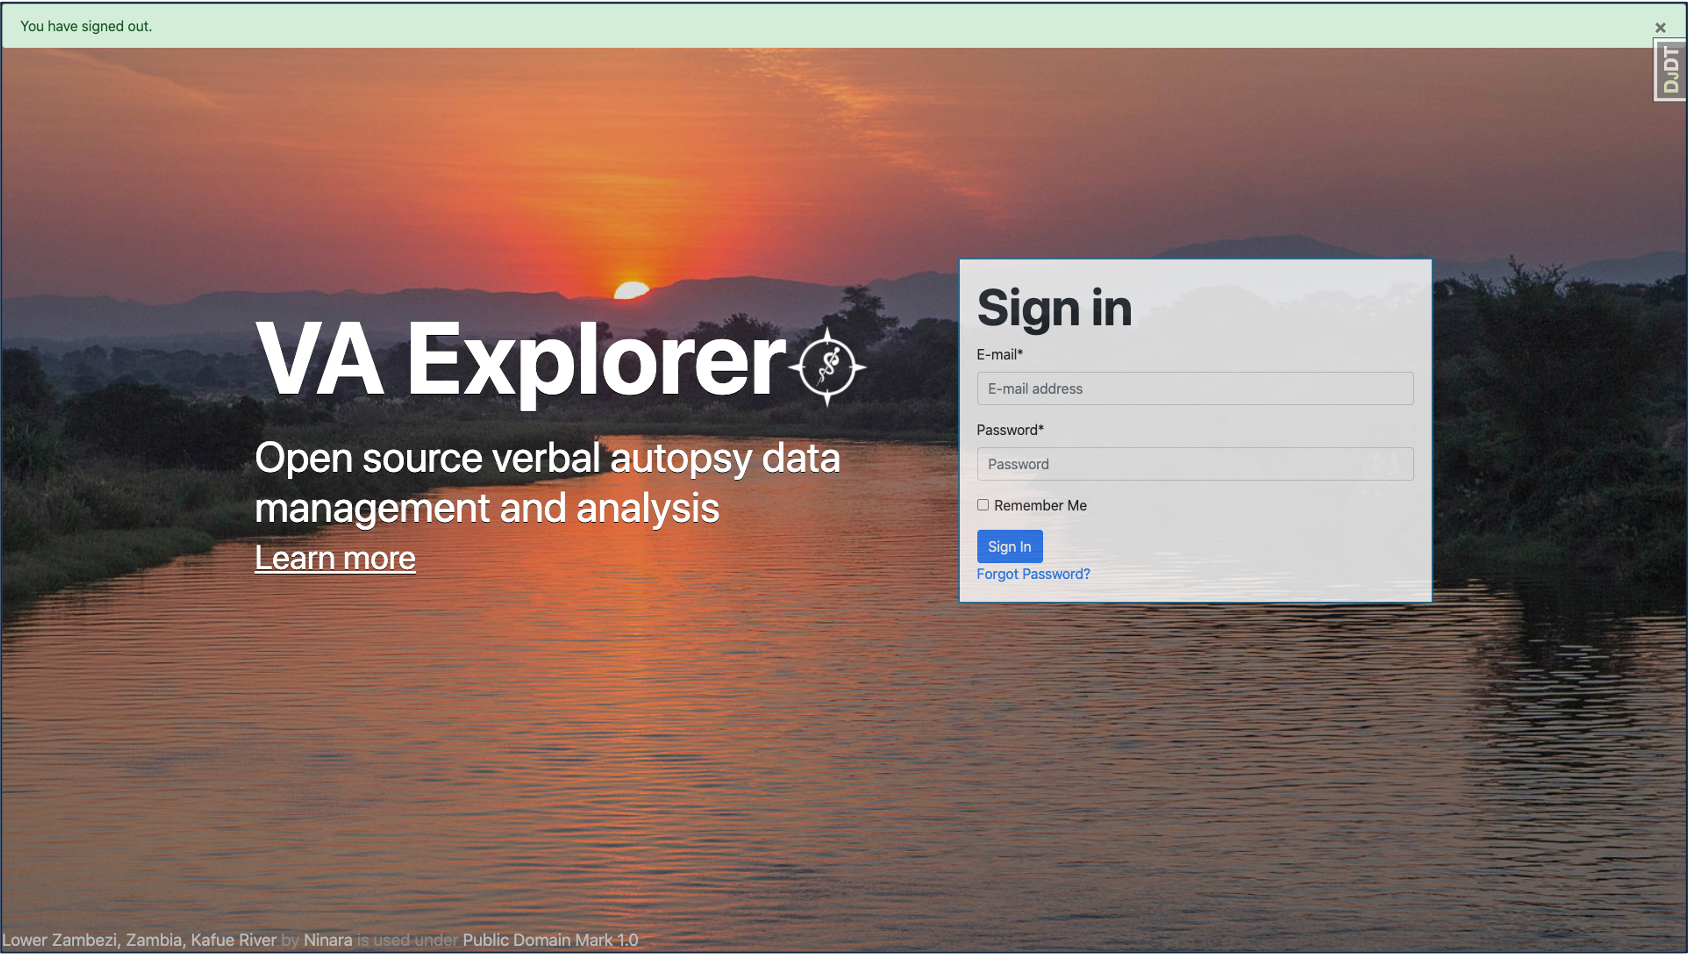 You have signed out.
×
DJDT
VA Explorer
Open source verbal autopsy data
management and analysis
Learn more
Sign in
E-mail*
E-mail address
Password*
Password
Remember Me
Sign In
Forgot Password?
Lower Zambezi, Zambia, Kafue River by Ninara is used under Public Domain Mark 1.0